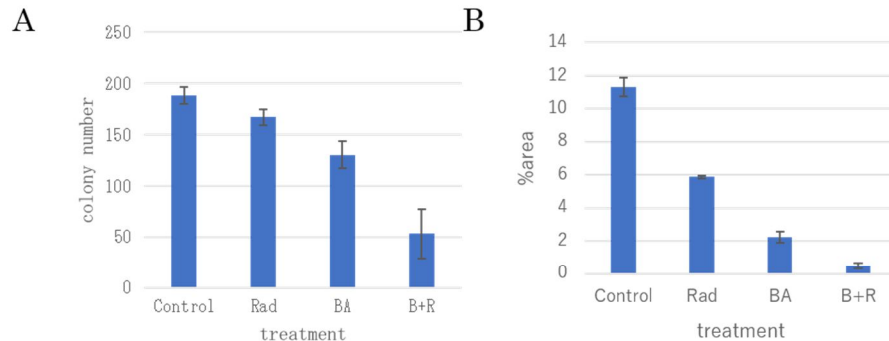 A
250
200
150
100
50
0
colony number
Control Rad BA B+R
treatment
B
14
12
10
8
6
4
2
0
%area
Control Rad BA B+R
treatment